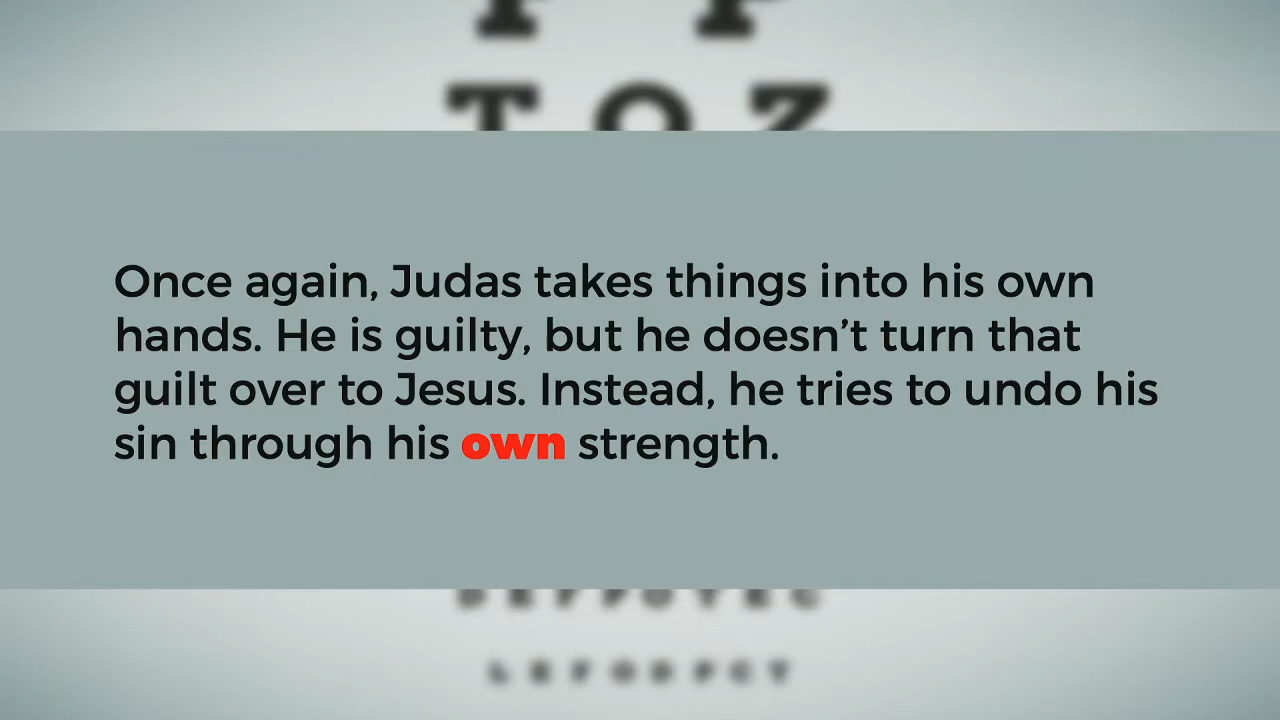 T O Z
Once again, Judas takes things into his own
hands. He is guilty, but he doesn’t turn that
guilt over to Jesus. Instead, he tries to undo his
sin through his own strength.
L E F O D P C T